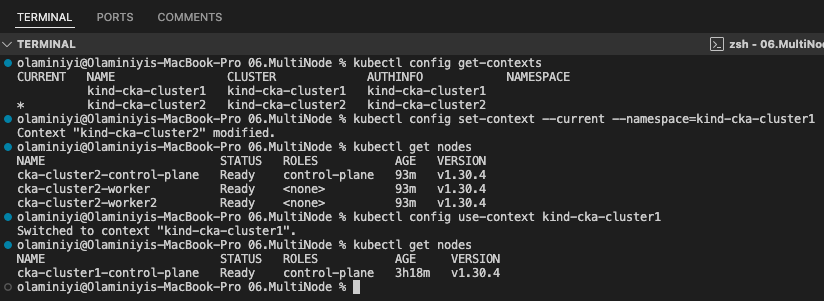 TERMINAL PORTS COMMENTS
TERMINAL zsh - 06.MultiNode
olaminiyi@Olaminiyis-MacBook-Pro 06.MultiNode % kubectl config get-contexts
CURRENT NAME CLUSTER AUTHINFO NAMESPACE
kind-cka-cluster1 kind-cka-cluster1 kind-cka-cluster1
* kind-cka-cluster2 kind-cka-cluster2 kind-cka-cluster2
olaminiyi@Olaminiyis-MacBook-Pro 06.MultiNode % kubectl config set-context --current --namespace=kind-cka-cluster1
Context "kind-cka-cluster2" modified.
olaminiyi@Olaminiyis-MacBook-Pro 06.MultiNode % kubectl get nodes
NAME STATUS ROLES AGE VERSION
cka-cluster2-control-plane Ready control-plane 93m v1.30.4
cka-cluster2-worker Ready <none> 93m v1.30.4
cka-cluster2-worker2 Ready <none> 93m v1.30.4
olaminiyi@Olaminiyis-MacBook-Pro 06.MultiNode % kubectl config use-context kind-cka-cluster1
Switched to context "kind-cka-cluster1".
olaminiyi@Olaminiyis-MacBook-Pro 06.MultiNode % kubectl get nodes
NAME STATUS ROLES AGE VERSION
cka-cluster1-control-plane Ready control-plane 3h18m v1.30.4
olaminiyi@Olaminiyis-MacBook-Pro 06.MultiNode %